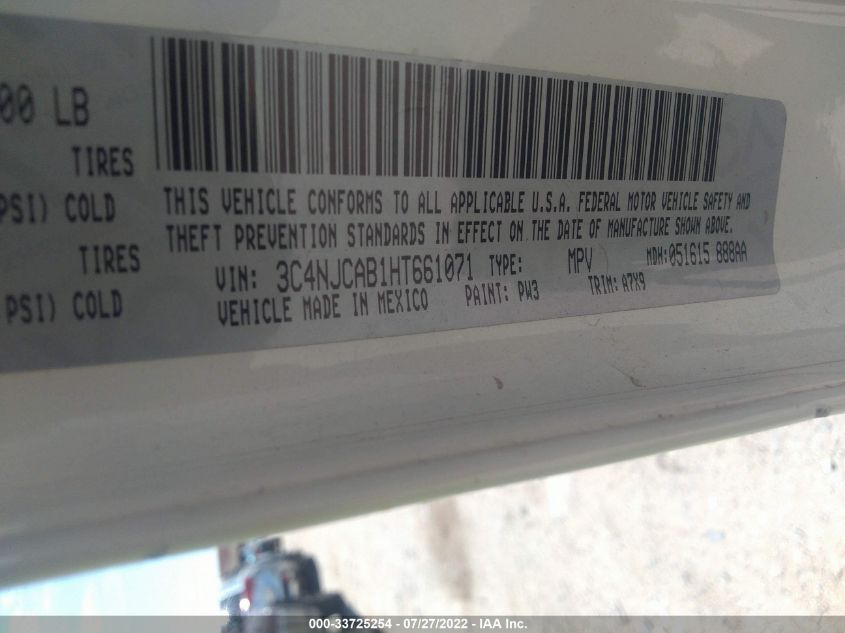 00 LB
TIRES
PSI) COLD
TIRES
PSI) COLD
THIS VEHICLE CONFORMS TO ALL APPLICABLE U.S.A. FEDERAL MOTOR VEHICLE SAFETY AND
THEFT PREVENTION STANDARDS IN EFFECT ON THE DATE OF MANUFACTURE SHOWN ABOVE.
VIN: 3C4NJCAB1HT661071 TYPE: MPV MDH:051615 888AA
VEHICLE MADE IN MEXICO PAINT: PW3 TRIM: A7X9
000-33725254 - 07/27/2022 - IAA Inc.